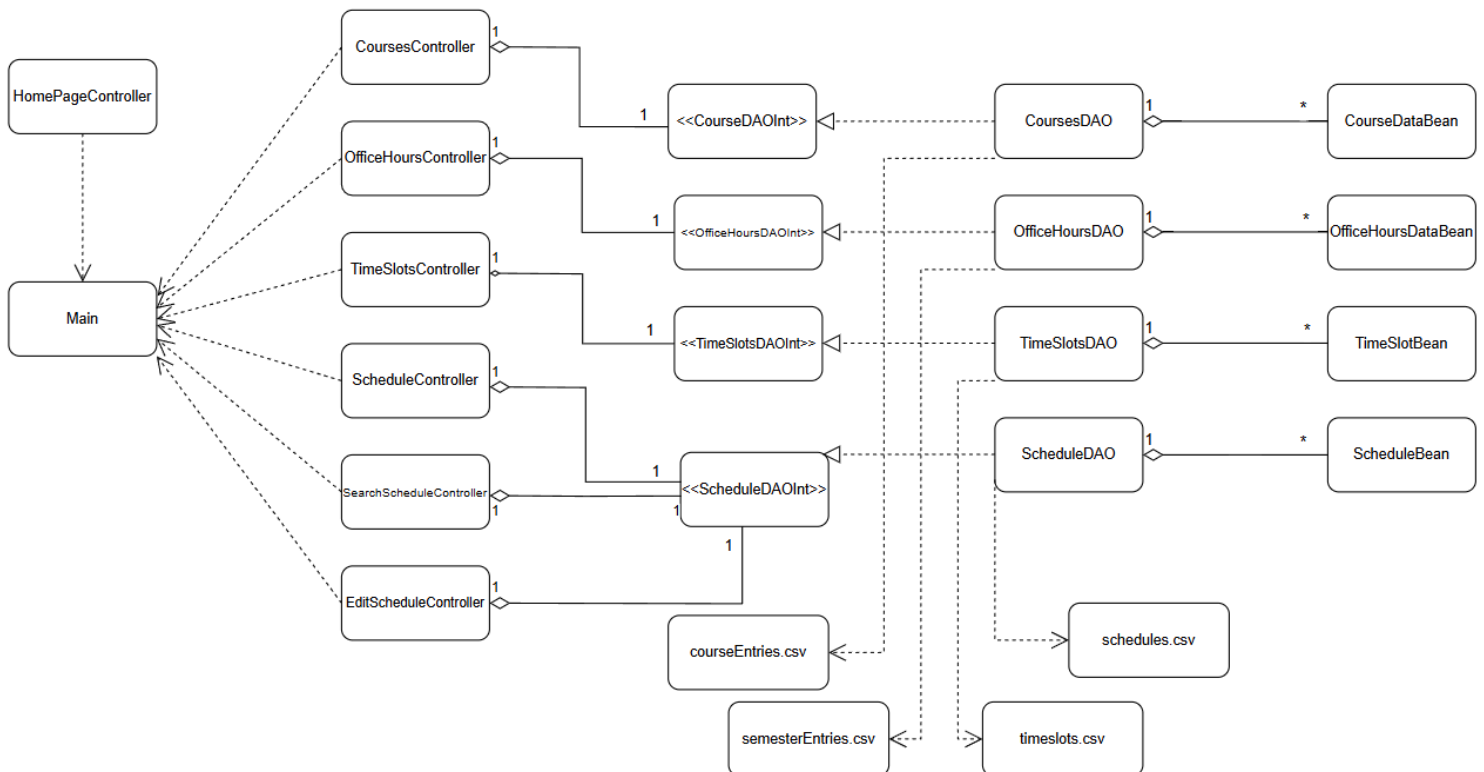 CoursesController
1
HomePageController
1
<<CourseDAOInt>>
CoursesDAO
1
*
CourseDataBean
OfficeHoursController
1
1
<<OfficeHoursDAOInt>>
OfficeHoursDAO
1
*
OfficeHoursDataBean
TimeSlotsController
1
Main
1
<<TimeSlotsDAOInt>>
TimeSlotsDAO
1
*
TimeSlotBean
ScheduleController
1
1
ScheduleDAO
1
*
ScheduleBean
SearchScheduleController
1
1
<<ScheduleDAOInt>>
1
EditScheduleController
1
courseEntries.csv
schedules.csv
semesterEntries.csv
timeslots.csv